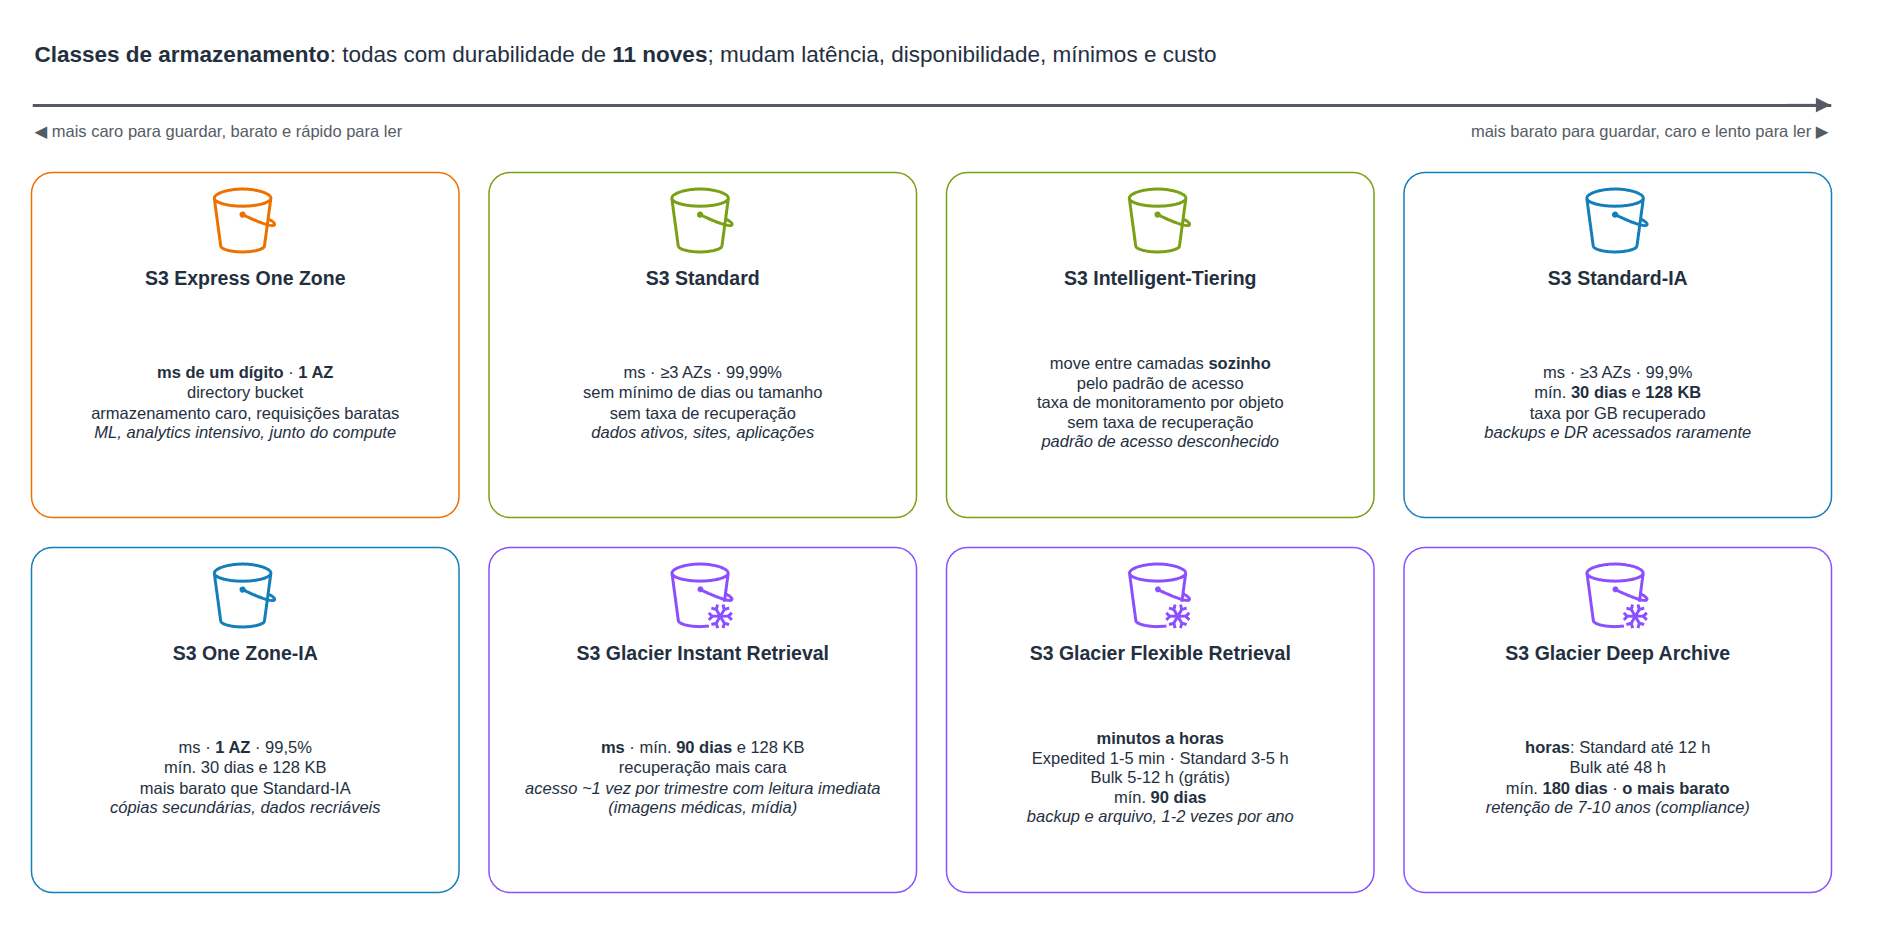 Classes de armazenamento: todas com durabilidade de 11 noves; mudam latência, disponibilidade, mínimos e custo
◀ mais caro para guardar, barato e rápido para ler
mais barato para guardar, caro e lento para ler ▶
S3 Express One Zone
ms de um dígito · 1 AZ
directory bucket
armazenamento caro, requisições baratas
ML, analytics intensivo, junto do compute
S3 Standard
ms · ≥3 AZs · 99,99%
sem mínimo de dias ou tamanho
sem taxa de recuperação
dados ativos, sites, aplicações
S3 Intelligent-Tiering
move entre camadas sozinho
pelo padrão de acesso
taxa de monitoramento por objeto
sem taxa de recuperação
padrão de acesso desconhecido
S3 Standard-IA
ms · ≥3 AZs · 99,9%
mín. 30 dias e 128 KB
taxa por GB recuperado
backups e DR acessados raramente
S3 One Zone-IA
ms · 1 AZ · 99,5%
mín. 30 dias e 128 KB
mais barato que Standard-IA
cópias secundárias, dados recriáveis
S3 Glacier Instant Retrieval
ms · mín. 90 dias e 128 KB
recuperação mais cara
acesso ~1 vez por trimestre com leitura imediata
(imagens médicas, mídia)
S3 Glacier Flexible Retrieval
minutos a horas
Expedited 1-5 min · Standard 3-5 h
Bulk 5-12 h (grátis)
mín. 90 dias
backup e arquivo, 1-2 vezes por ano
S3 Glacier Deep Archive
horas: Standard até 12 h
Bulk até 48 h
mín. 180 dias · o mais barato
retenção de 7-10 anos (compliance)